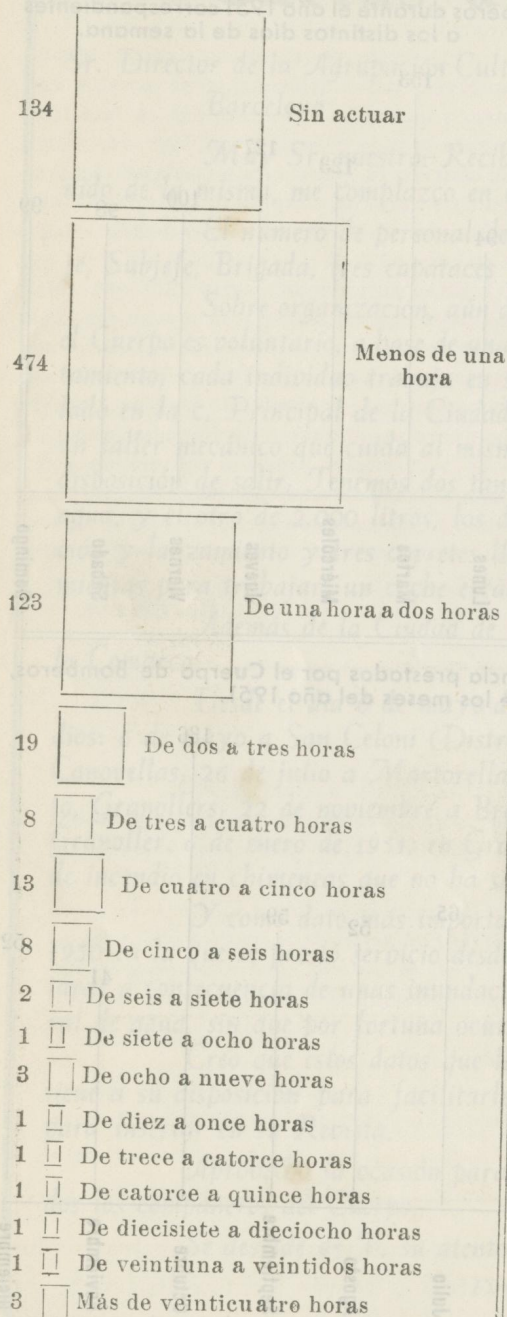 134 Sin actuar
474 Menos de una
hora
123 De una hora a dos horas
19 De dos a tres horas
8 De tres a cuatro horas
13 De cuatro a cinco horas
8 De cinco a seis horas
2 De seis a siete horas
1 De siete a ocho horas
3 De ocho a nueve horas
1 De diez a once horas
1 De trece a catorce horas
1 De catorce a quince horas
1 De diecisiete a dieciocho horas
1 De veintiuna a veintidos horas
3 Más de veinticuatro horas